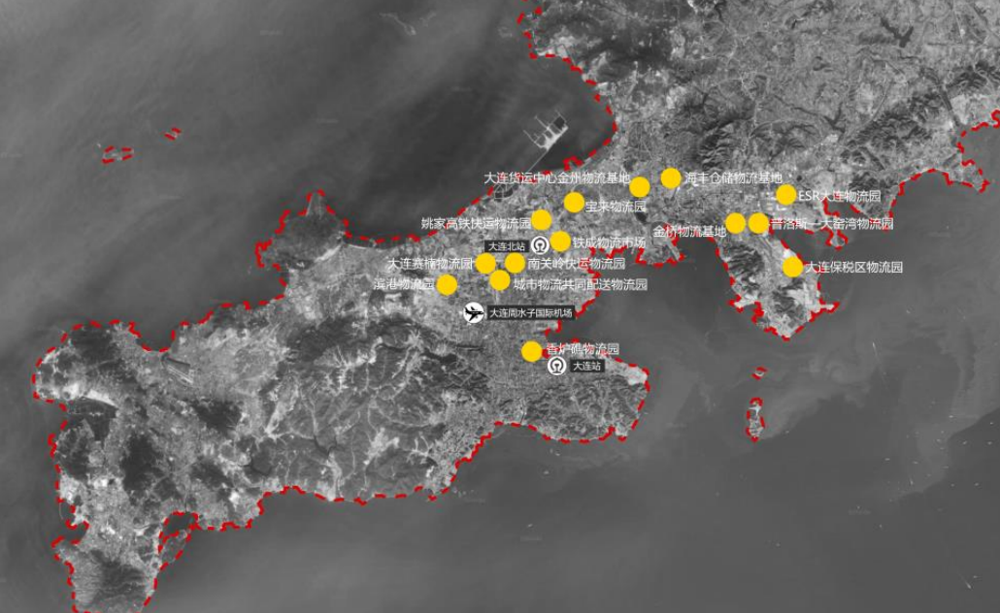 大连货运中心金州物流基地
海丰仓储物流基地
ESR大连物流园
宝来物流园
姚家高铁快运物流园
普洛斯—大窑湾物流园
金桥物流基地
铁成物流市场
大连北站
大连赛楠物流园
南关岭快运物流园
大连保税区物流园
滨港物流园
城市物流共同配送物流园
大连周水子国际机场
香炉礁物流园
大连站